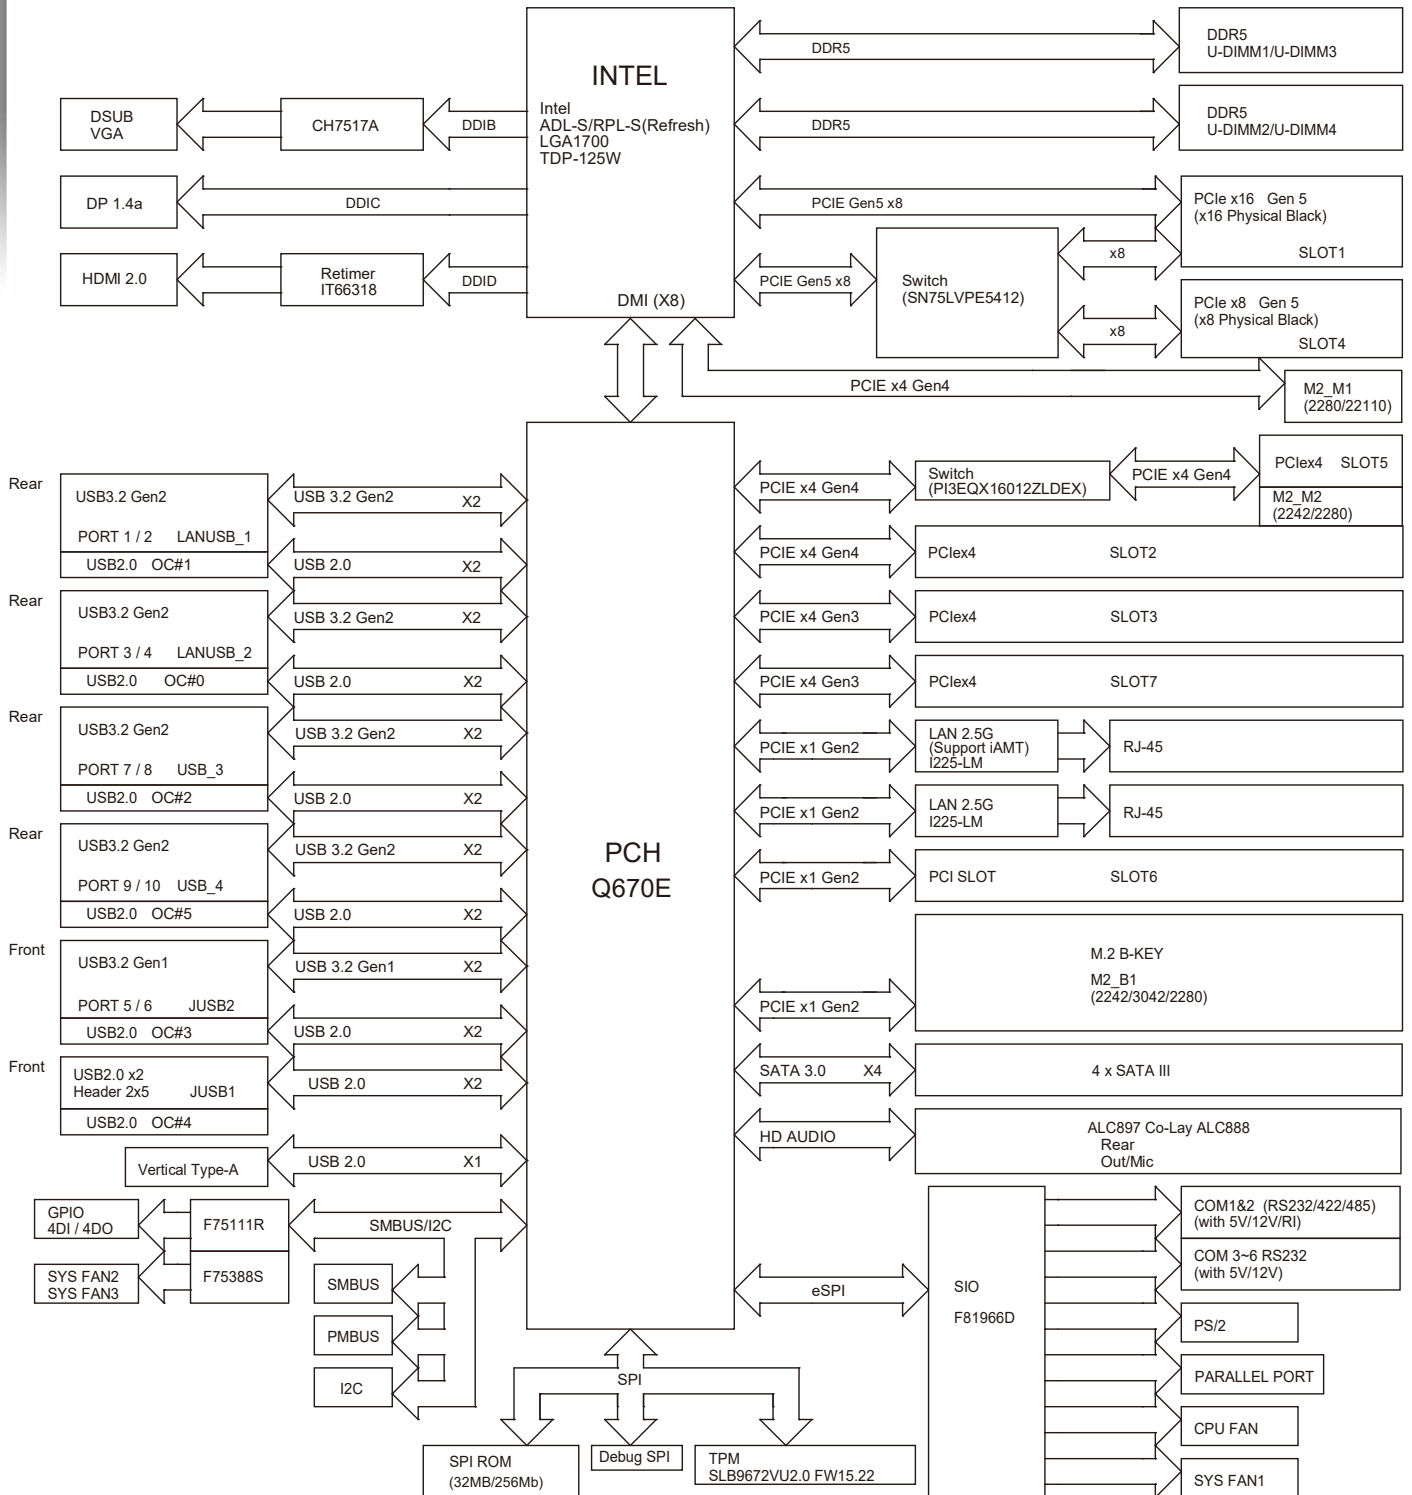 INTEL
Intel
ADL-S/RPL-S(Refresh)
LGA1700
TDP-125W
DMI (X8)
DSUB
VGA
CH7517A
DDIB
DP 1.4a
DDIC
HDMI 2.0
Retimer
IT66318
DDID
DDR5
DDR5
U-DIMM1/U-DIMM3
DDR5
DDR5
U-DIMM2/U-DIMM4
PCIE Gen5 x8
PCIe x16 Gen 5
(x16 Physical Black)
SLOT1
PCIE Gen5 x8
Switch
(SN75LVPE5412)
x8
x8
PCIe x8 Gen 5
(x8 Physical Black)
SLOT4
PCIE x4 Gen4
M2_M1
(2280/22110)
PCH
Q670E
Rear
USB3.2 Gen2
PORT 1 / 2 LANUSB_1
USB2.0 OC#1
USB 3.2 Gen2 X2
USB 2.0 X2
Rear
USB3.2 Gen2
PORT 3 / 4 LANUSB_2
USB2.0 OC#0
USB 3.2 Gen2 X2
USB 2.0 X2
Rear
USB3.2 Gen2
PORT 7 / 8 USB_3
USB2.0 OC#2
USB 3.2 Gen2 X2
USB 2.0 X2
Rear
USB3.2 Gen2
PORT 9 / 10 USB_4
USB2.0 OC#5
USB 3.2 Gen2 X2
USB 2.0 X2
Front
USB3.2 Gen1
PORT 5 / 6 JUSB2
USB2.0 OC#3
USB 3.2 Gen1 X2
USB 2.0 X2
Front
USB2.0 x2
Header 2x5 JUSB1
USB2.0 OC#4
USB 2.0 X2
Vertical Type-A
USB 2.0 X1
GPIO
4DI / 4DO
F75111R
SMBUS/I2C
SYS FAN2
SYS FAN3
F75388S
SMBUS
PMBUS
I2C
PCIE x4 Gen4
Switch
(PI3EQX16012ZLDEX)
PCIE x4 Gen4
PCIex4 SLOT5
M2_M2
(2242/2280)
PCIE x4 Gen4
PCIex4 SLOT2
PCIE x4 Gen3
PCIex4 SLOT3
PCIE x4 Gen3
PCIex4 SLOT7
PCIE x1 Gen2
LAN 2.5G
(Support iAMT)
I225-LM
RJ-45
PCIE x1 Gen2
LAN 2.5G
I225-LM
RJ-45
PCIE x1 Gen2
PCI SLOT SLOT6
PCIE x1 Gen2
M.2 B-KEY
M2_B1
(2242/3042/2280)
SATA 3.0 X4
4 x SATA III
HD AUDIO
ALC897 Co-Lay ALC888
Rear
Out/Mic
eSPI
SIO
F81966D
COM1&2 (RS232/422/485)
(with 5V/12V/RI)
COM 3~6 RS232
(with 5V/12V)
PS/2
PARALLEL PORT
CPU FAN
SYS FAN1
SPI
SPI ROM
(32MB/256Mb)
Debug SPI
TPM
SLB9672VU2.0 FW15.22